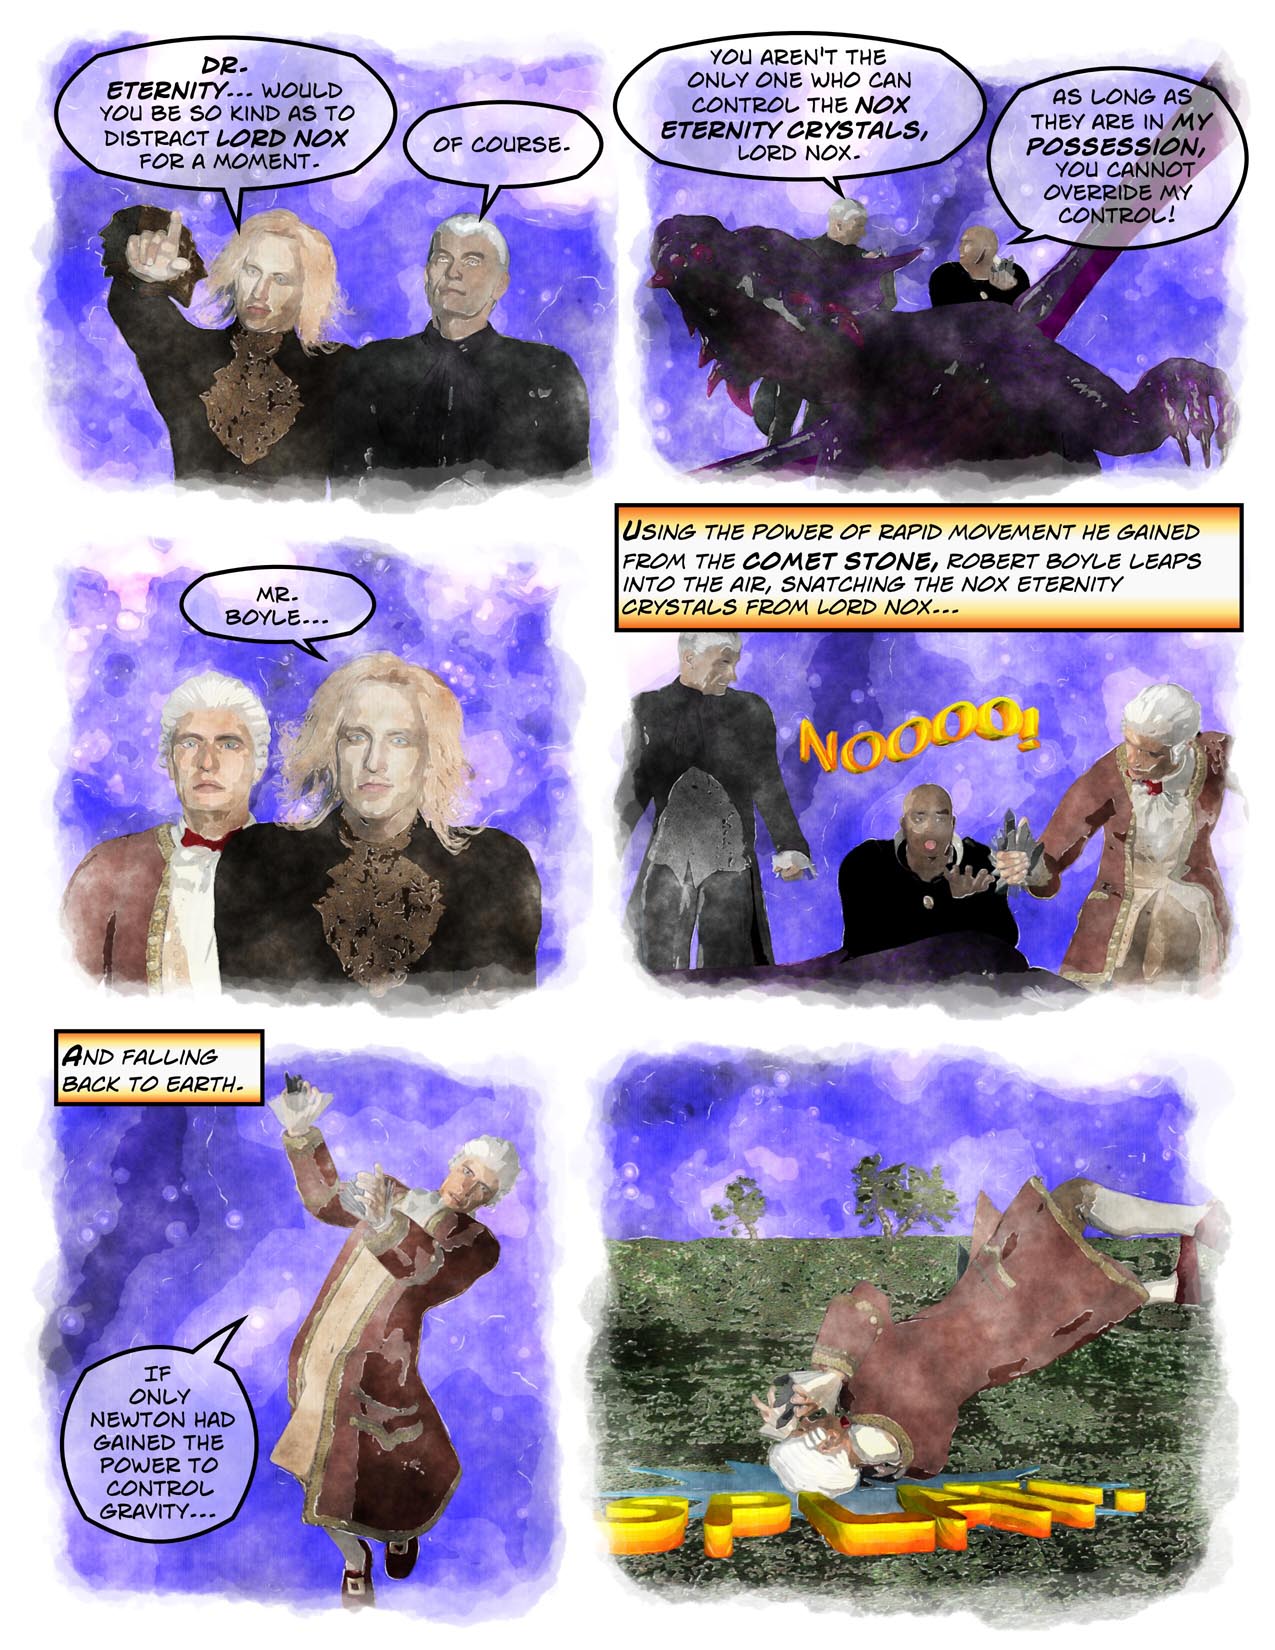 DR.
ETERNITY... WOULD
YOU BE SO KIND AS TO
DISTRACT LORD NOX
FOR A MOMENT.
OF COURSE.
YOU AREN'T THE
ONLY ONE WHO CAN
CONTROL THE NOX
ETERNITY CRYSTALS,
LORD NOX.
AS LONG AS
THEY ARE IN MY
POSSESSION,
YOU CANNOT
OVERRIDE MY
CONTROL!
MR.
BOYLE...
USING THE POWER OF RAPID MOVEMENT HE GAINED
FROM THE COMET STONE, ROBERT BOYLE LEAPS
INTO THE AIR, SNATCHING THE NOX ETERNITY
CRYSTALS FROM LORD NOX...
NOOOO!
AND FALLING
BACK TO EARTH.
IF
ONLY
NEWTON HAD
GAINED THE
POWER TO
CONTROL
GRAVITY...
SPLAT!